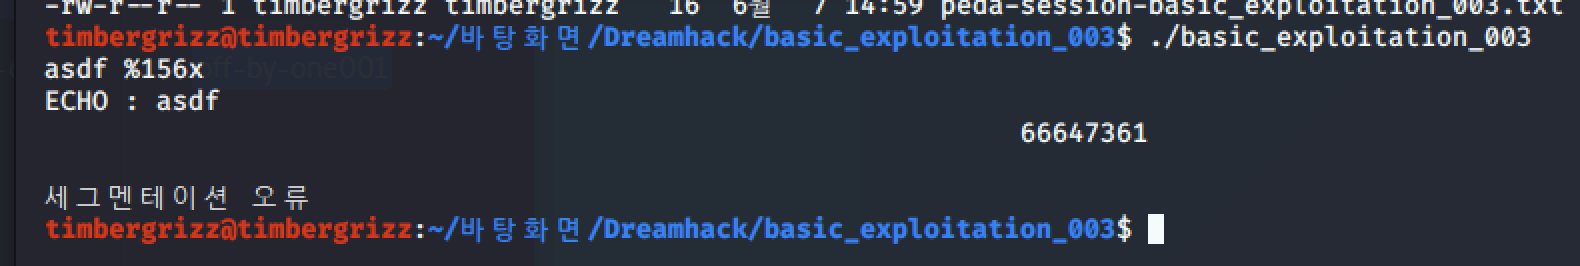 -rw-r--r-- 1 timbergrizz timbergrizz   16  6월   7 14:59 peda-session-basic_exploitation_003.txt
timbergrizz@timbergrizz:~/바탕화면/Dreamhack/basic_exploitation_003$ ./basic_exploitation_003
asdf %156x
ECHO : asdf
66647361
세그멘테이션 오류
timbergrizz@timbergrizz:~/바탕화면/Dreamhack/basic_exploitation_003$